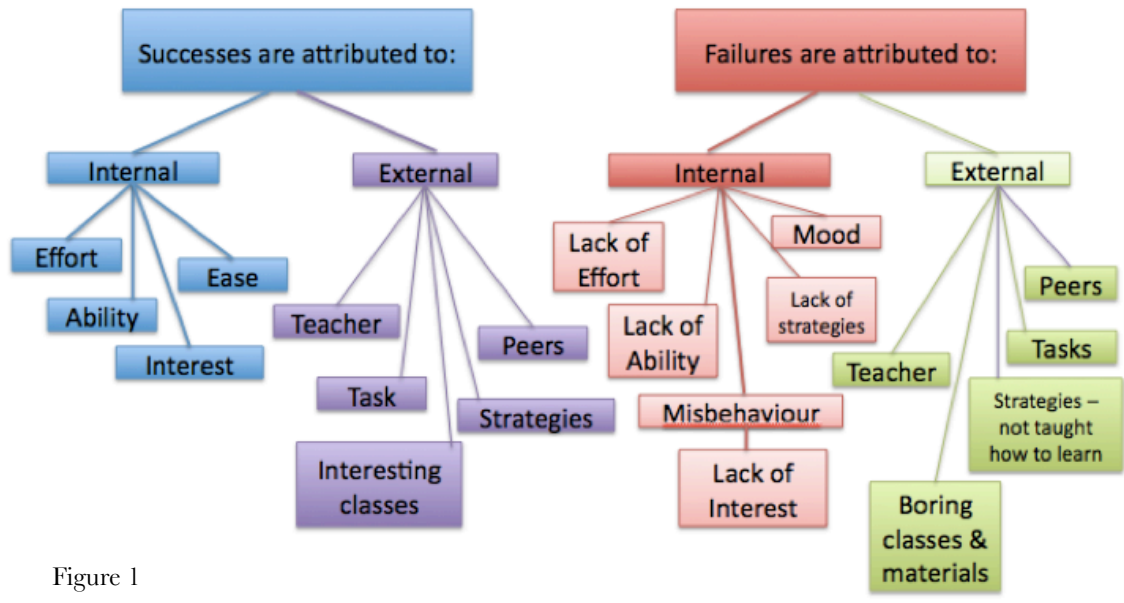 Successes are attributed to:
Failures are attributed to:
Internal
External
Internal
External
Effort
Ability
Interest
Ease
Teacher
Task
Interesting
classes
Strategies
Peers
Lack of
Effort
Lack of
Ability
Misbehaviour
Lack of
Interest
Lack of
strategies
Mood
Teacher
Boring
classes &
materials
Strategies –
not taught
how to learn
Tasks
Peers
Figure 1